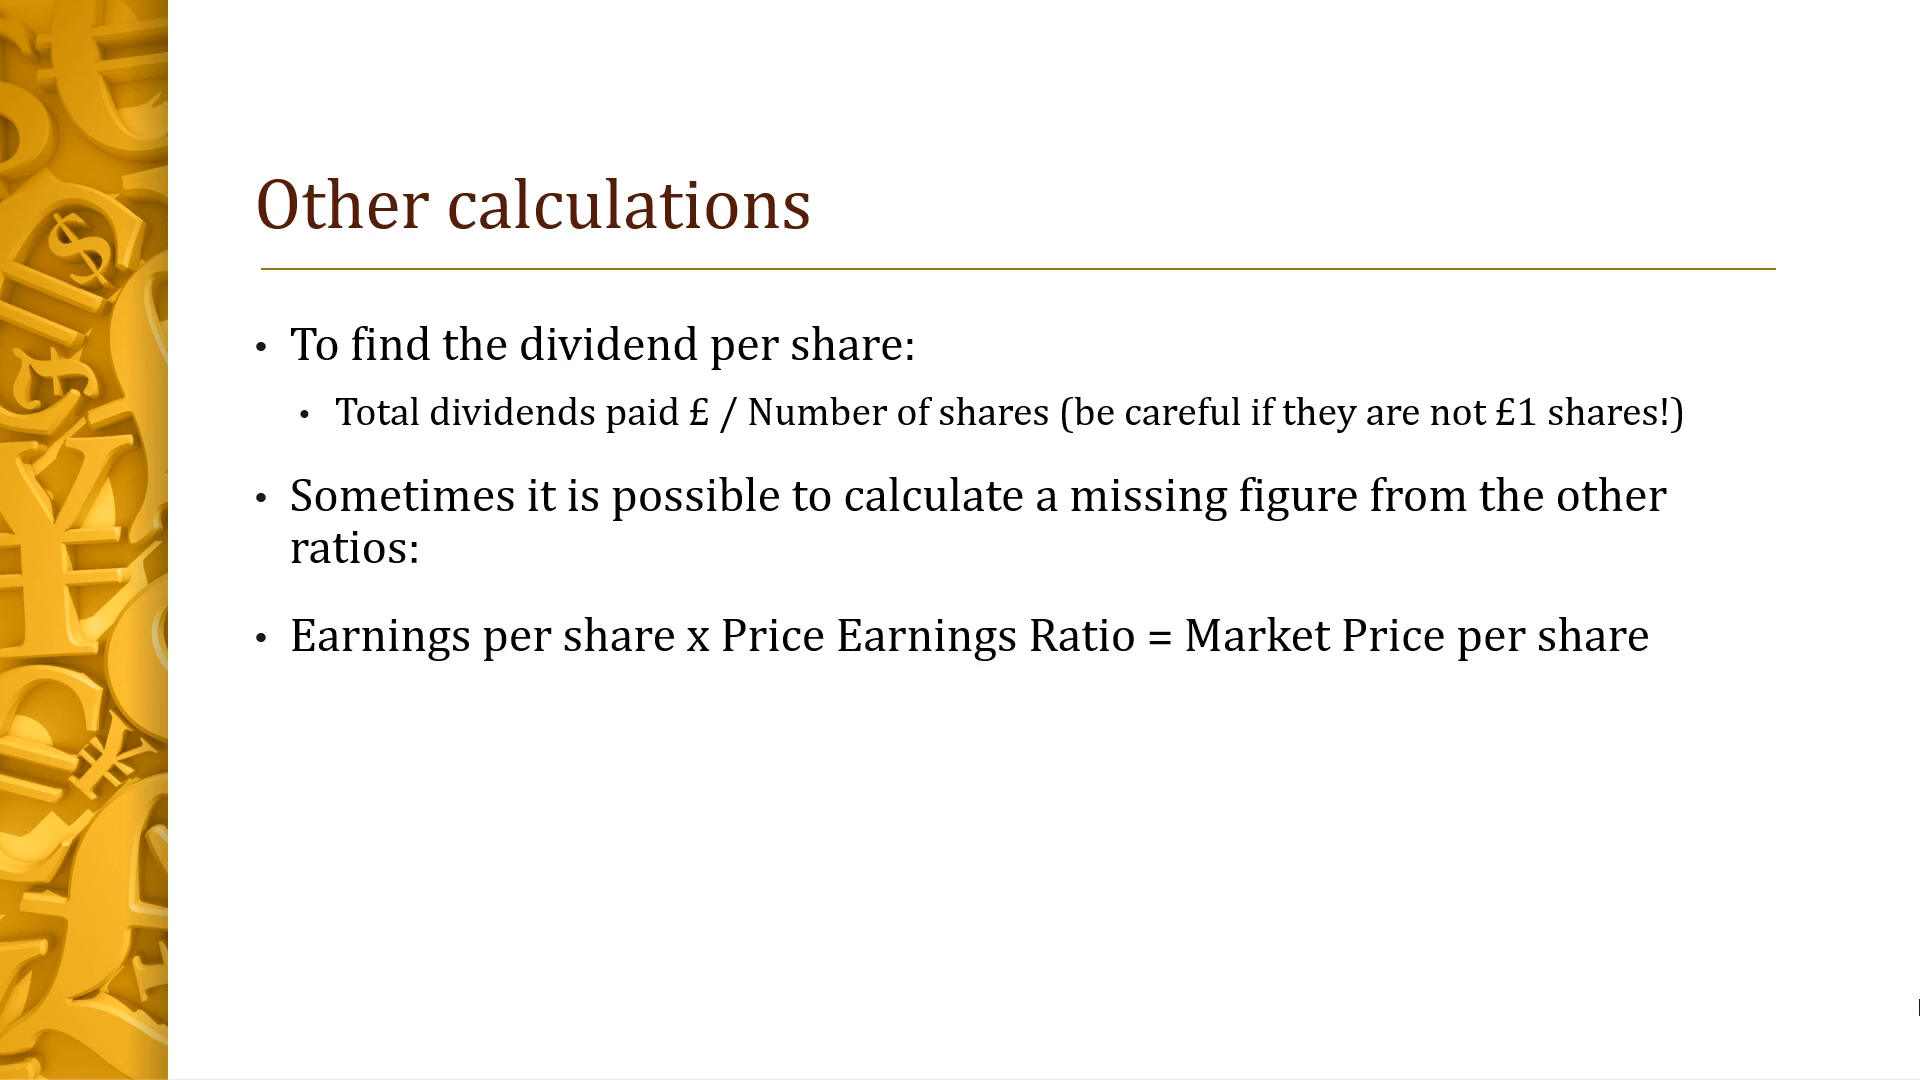 Other calculations
• To find the dividend per share:
• Total dividends paid £ / Number of shares (be careful if they are not £1 shares!)
• Sometimes it is possible to calculate a missing figure from the other
ratios:
• Earnings per share x Price Earnings Ratio = Market Price per share